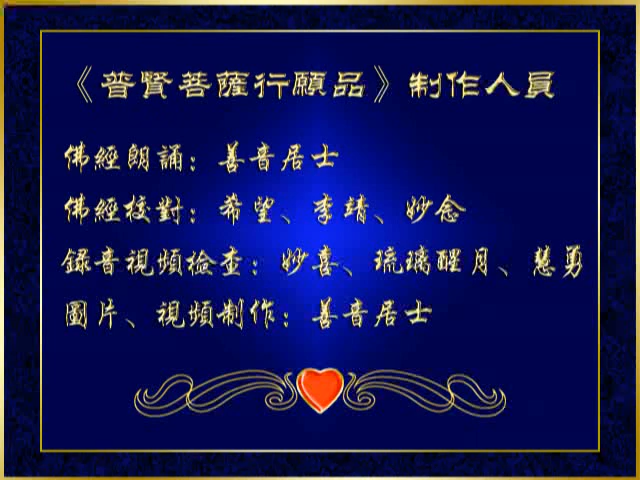 《普賢菩薩行願品》制作人員
佛經朗誦：善音居士
佛經校對：希望、李靖、妙念
錄音視頻檢查：妙喜、琉璃醒月、慧勇
圖片、視頻制作：善音居士